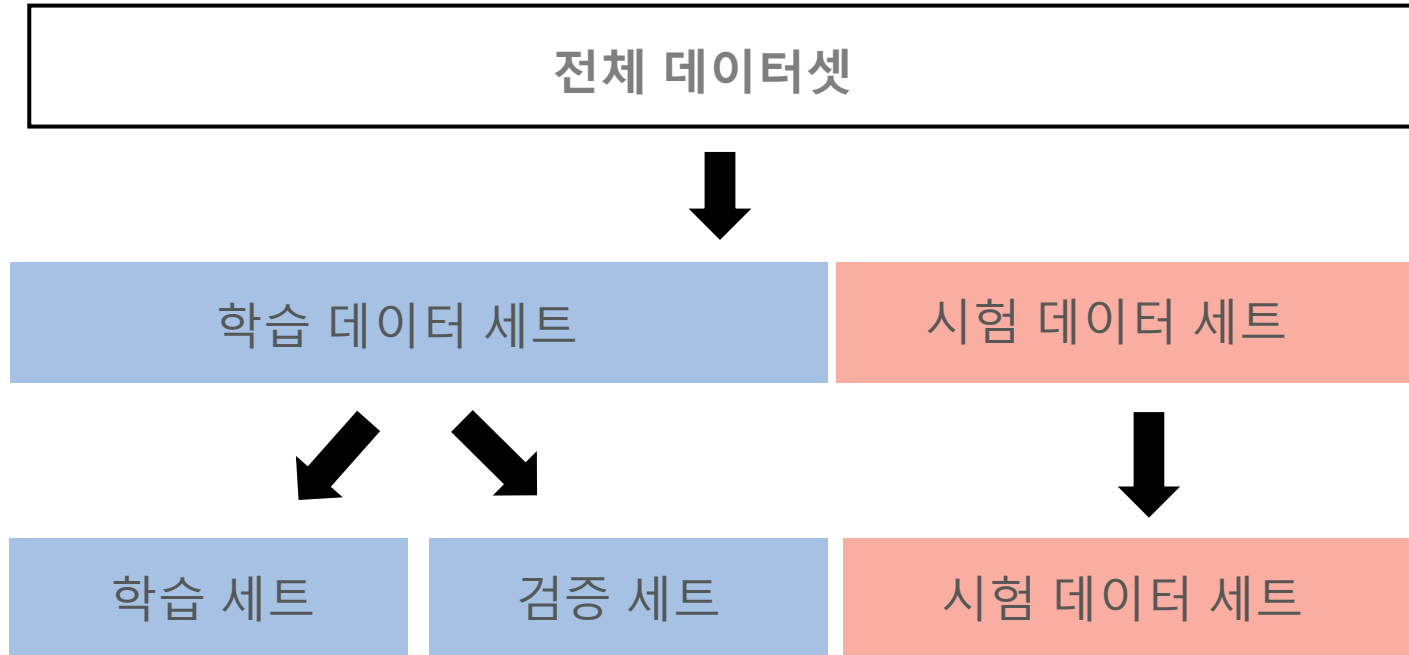 전체 데이터셋
학습 데이터 세트
시험 데이터 세트
학습 세트
검증 세트
시험 데이터 세트